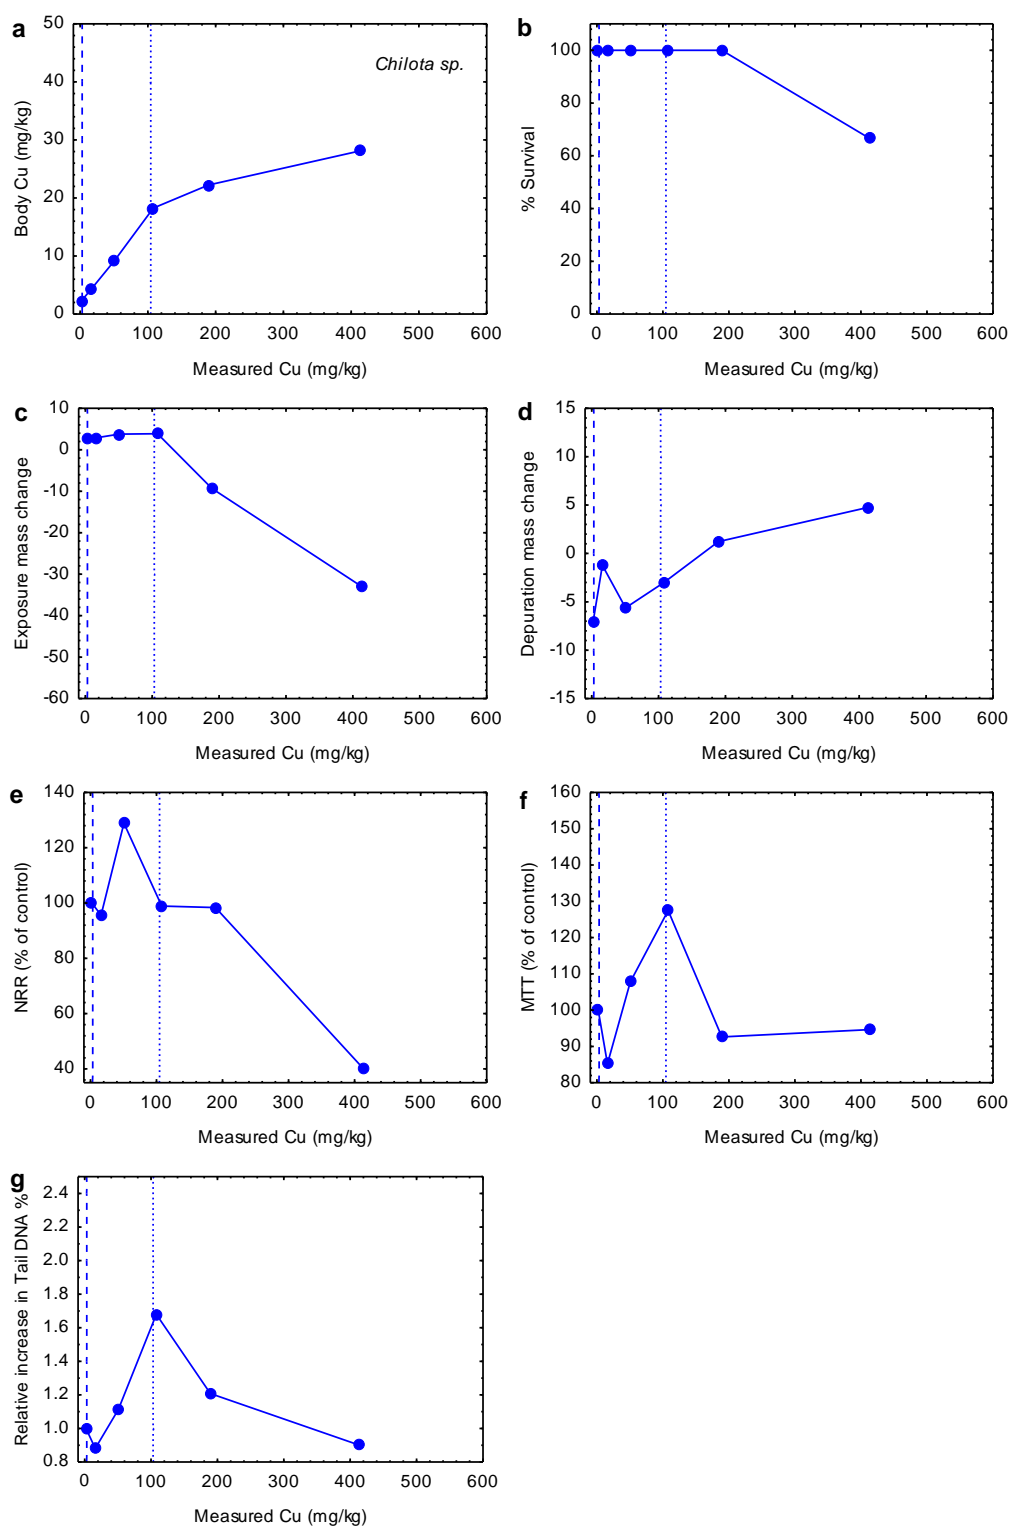 a
50
40
30
20
10
0
Body Cu (mg/kg)
Chilota sp.
0 100 200 300 400 500 600
Measured Cu (mg/kg)
b
100
80
60
40
20
0
% Survival
0 100 200 300 400 500 600
Measured Cu (mg/kg)
c
10
0
-10
-20
-30
-40
-50
-60
Exposure mass change
0 100 200 300 400 500 600
Measured Cu (mg/kg)
d
15
10
5
0
-5
-10
-15
Depuration mass change
0 100 200 300 400 500 600
Measured Cu (mg/kg)
e
140
120
100
80
60
40
NRR (% of control)
0 100 200 300 400 500 600
Measured Cu (mg/kg)
f
160
150
140
130
120
110
100
90
80
MTT (% of control)
0 100 200 300 400 500 600
Measured Cu (mg/kg)
g
2.4
2.2
2.0
1.8
1.6
1.4
1.2
1.0
0.8
Relative increase in Tail DNA %
0 100 200 300 400 500 600
Measured Cu (mg/kg)